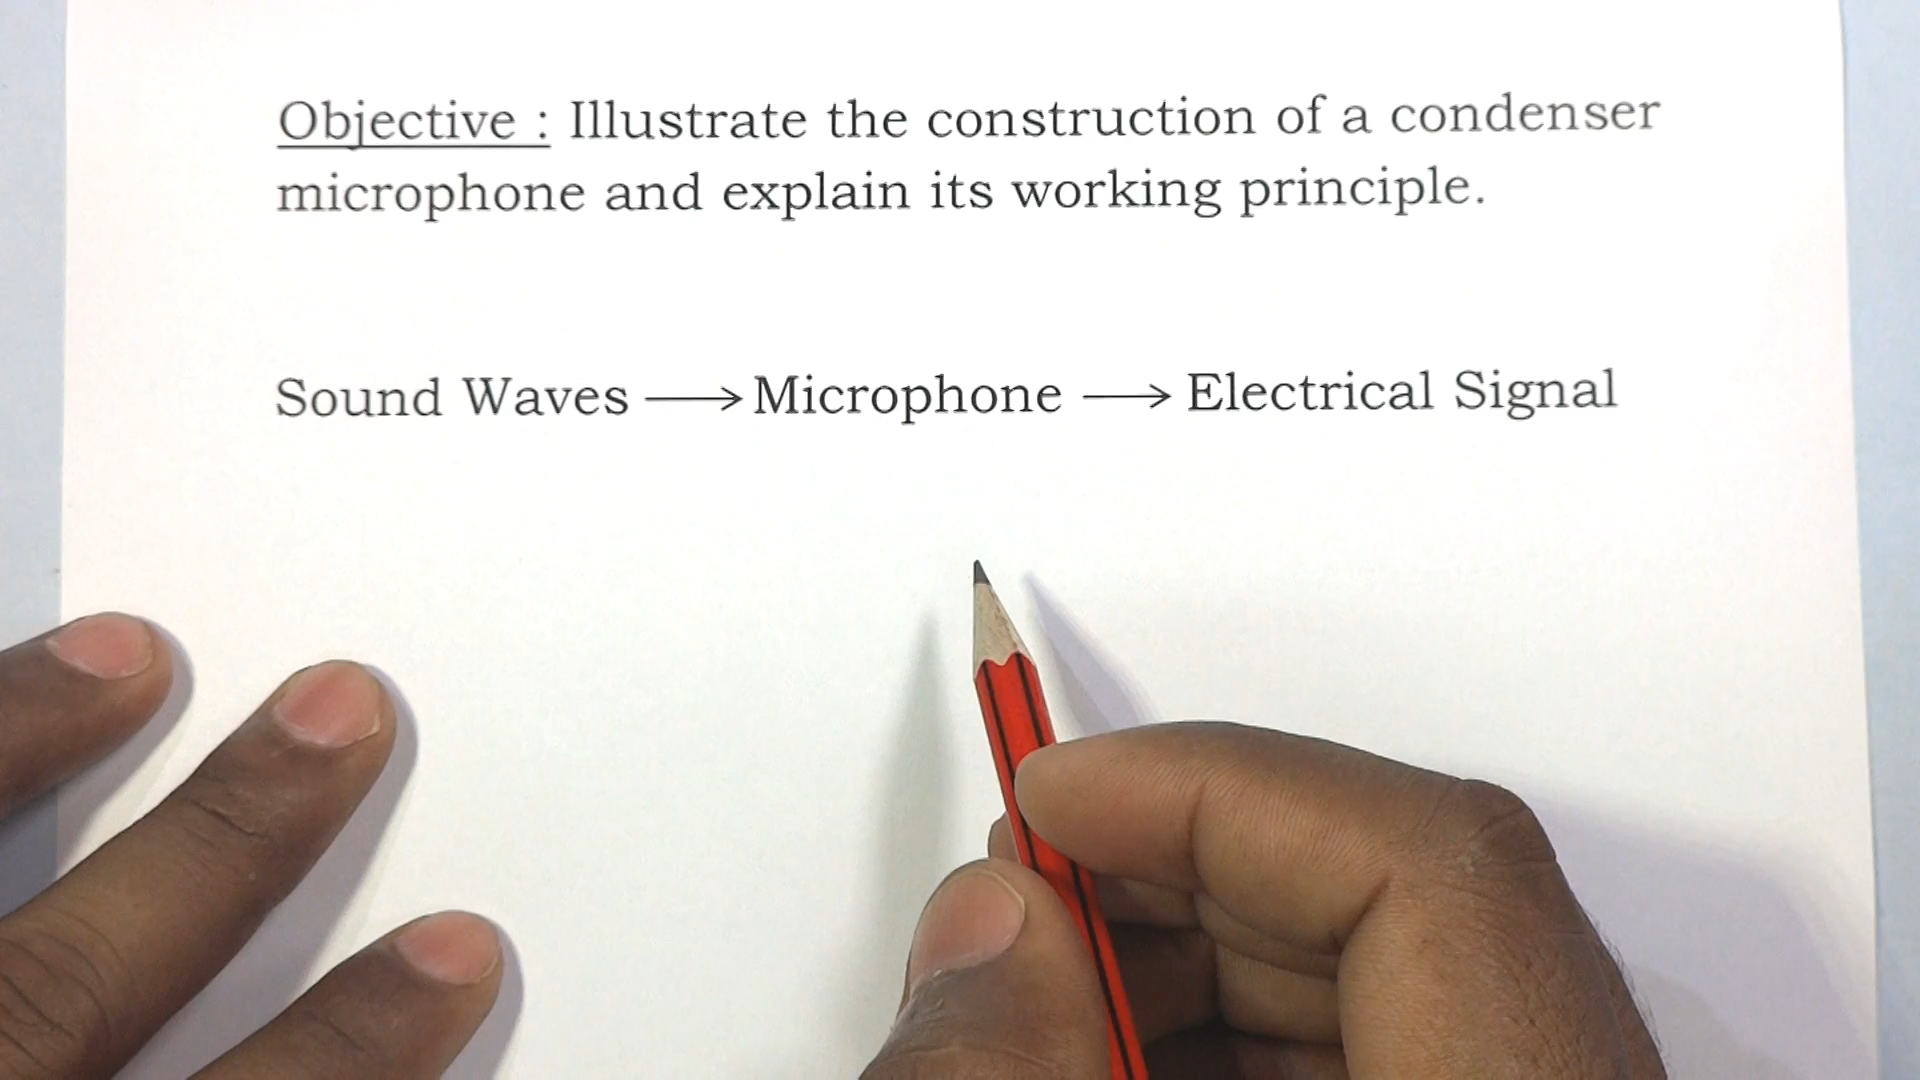 Objective : Illustrate the construction of a condenser
microphone and explain its working principle.
Sound Waves ⟶ Microphone ⟶ Electrical Signal